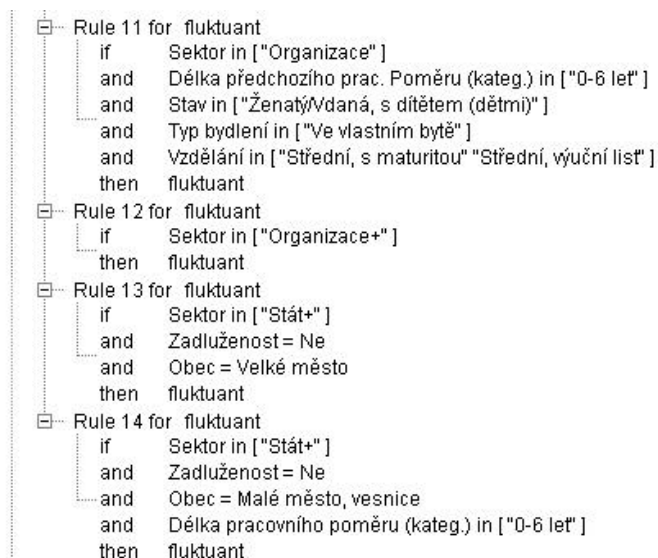 Rule 11 for fluktuant
if Sektor in ["Organizace"]
and Délka předchozího prac. Poměru (kateg.) in ["0-6 let"]
and Stav in ["Ženatý/Vdaná, s dítětem (dětmi)"]
and Typ bydlení in ["Ve vlastním bytě"]
and Vzdělání in ["Střední, s maturitou" "Střední, výuční list"]
then fluktuant
Rule 12 for fluktuant
if Sektor in ["Organizace+"]
then fluktuant
Rule 13 for fluktuant
if Sektor in ["Stát+"]
and Zadluženost = Ne
and Obec = Velké město
then fluktuant
Rule 14 for fluktuant
if Sektor in ["Stát+"]
and Zadluženost = Ne
and Obec = Malé město, vesnice
and Délka pracovního poměru (kateg.) in ["0-6 let"]
then fluktuant